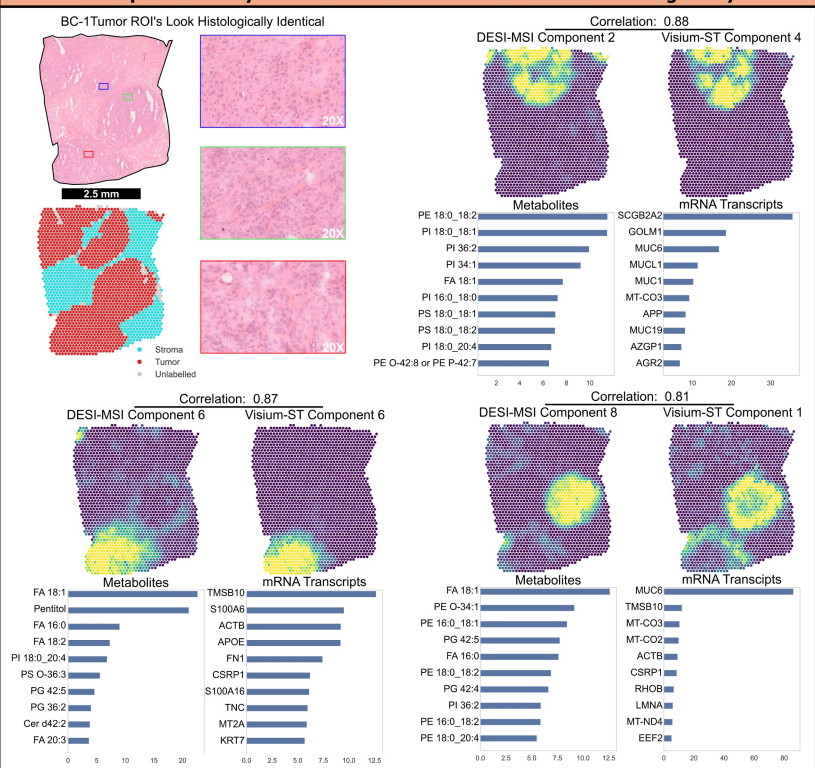 BC-1Tumor ROI's Look Histologically Identical
20X
20X
20X
2.5 mm
Stroma
Tumor
Unlabelled
Correlation: 0.88
DESI-MSI Component 2
Visium-ST Component 4
Metabolites
PE 18:0_18:2
PI 18:0_18:1
PI 36:2
PI 34:1
FA 18:1
PI 16:0_18:0
PS 18:0_18:1
PS 18:0_18:2
PI 18:0_20:4
PE O-42:8 or PE P-42:7
2 4 6 8 10
mRNA Transcripts
SCGB2A2
GOLM1
MUC6
MUCL1
MUC1
MT-CO3
APP
MUC19
AZGP1
AGR2
10 20 30
Correlation: 0.87
DESI-MSI Component 6
Visium-ST Component 6
Metabolites
FA 18:1
Pentitol
FA 16:0
FA 18:2
PI 18:0_20:4
PS O-36:3
PG 42:5
PG 36:2
Cer d42:2
FA 20:3
0 5 10 15 20
mRNA Transcripts
TMSB10
S100A6
ACTB
APOE
FN1
CSRP1
S100A16
TNC
MT2A
KRT7
0.0 2.5 5.0 7.5 10.0 12.5
Correlation: 0.81
DESI-MSI Component 8
Visium-ST Component 1
Metabolites
FA 18:1
PE O-34:1
PE 16:0_18:1
PG 42:5
FA 16:0
PE 18:0_18:2
PG 42:4
PI 36:2
PE 16:0_18:2
PE 18:0_20:4
0.0 2.5 5.0 7.5 10.0 12.5
mRNA Transcripts
MUC6
TMSB10
MT-CO3
MT-CO2
ACTB
CSRP1
RHOB
LMNA
MT-ND4
EEF2
0 20 40 60 80